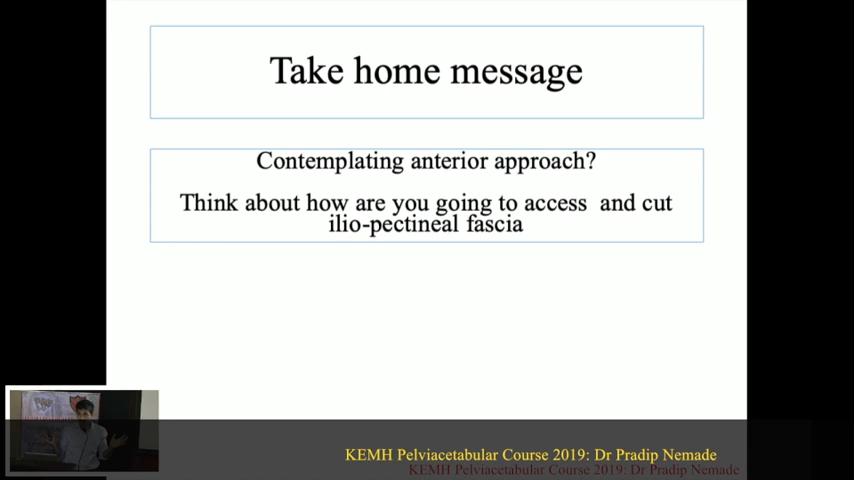 Take home message
Contemplating anterior approach?
Think about how are you going to access and cut
ilio-pectineal fascia
KEMH Pelviacetabular Course 2019: Dr Pradip Nemade
KEMH Pelviacetabular Course 2019: Dr Pradip Nemade